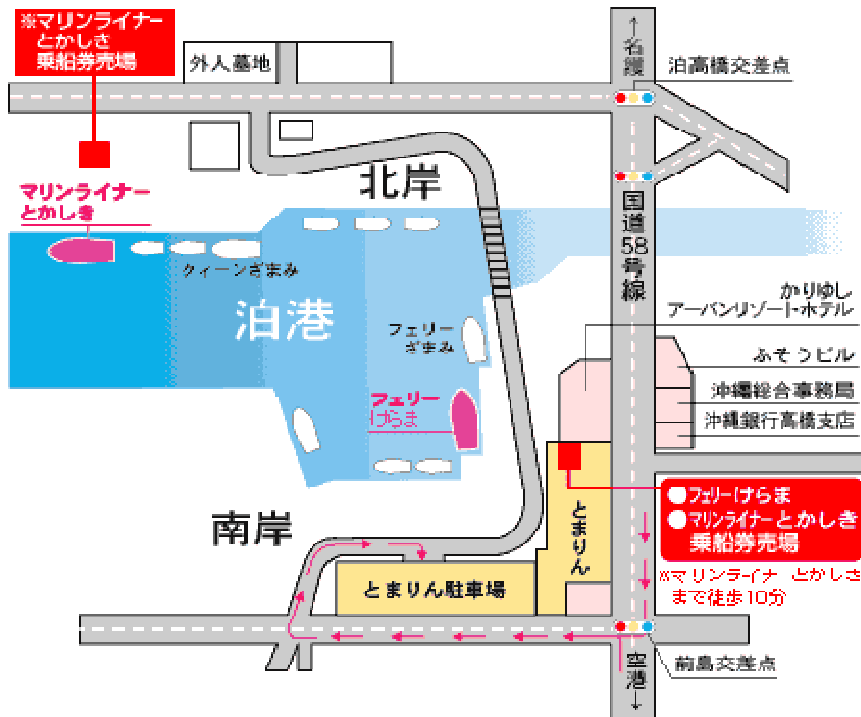 ※マリンライナー
とかしき
乗船券売場
外人墓地
↑名護
泊高橋交差点
北岸
マリンライナー
とかしき
クィーンざまみ
国道58号線
泊港
かりゆし
アーバンリゾート・ホテル
フェリー
ざまみ
ふそうビル
沖縄総合事務局
沖縄銀行高橋支店
フェリー
けらま
●フェリーけらま
●マリンライナーとかしき
乗船券売場
南岸
とまりん
※マリンライナーとかしき
まで徒歩10分
とまりん駐車場
前島交差点
空港↓